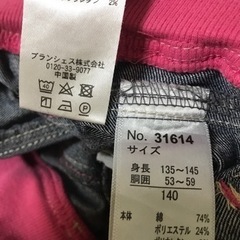 2%
ブランシェス株式会社
0120-33-9077
中国製
40
No. 31614
サイズ
身長 135～145
胴囲 53～59
140
本体 綿 74%
ポリエステル 24%